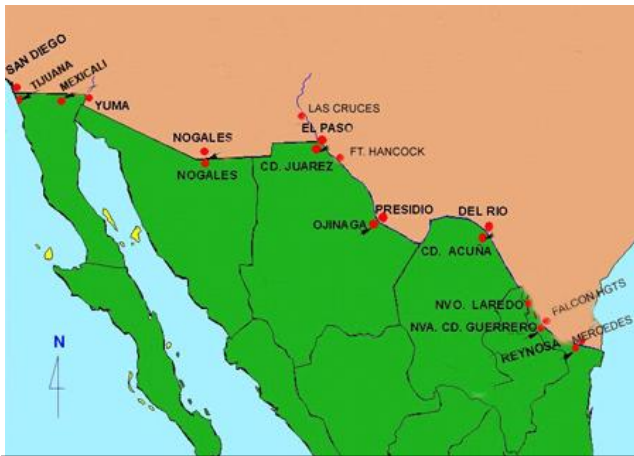 SAN DIEGO
TIJUANA
MEXICALI
YUMA
LAS CRUCES
NOGALES
EL PASO
FT. HANCOCK
NOGALES
CD. JUAREZ
PRESIDIO
DEL RIO
OJINAGA
CD. ACUÑA
NVO. LAREDO
FALCON HGTS
NVA. CD. GUERRERO
REYNOSA
MERCEDES
N